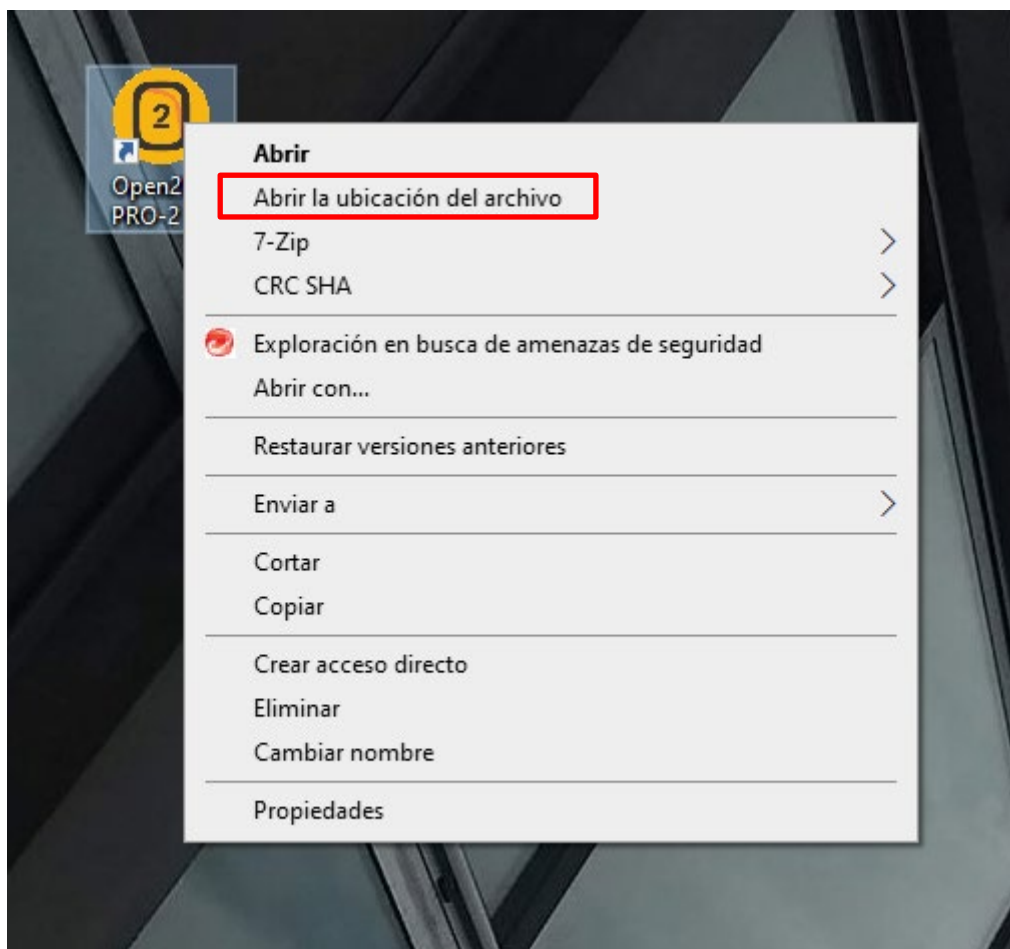 2
Open2
PRO-2
Abrir
Abrir la ubicación del archivo
7-Zip
CRC SHA
Exploración en busca de amenazas de seguridad
Abrir con...
Restaurar versiones anteriores
Enviar a
Cortar
Copiar
Crear acceso directo
Eliminar
Cambiar nombre
Propiedades